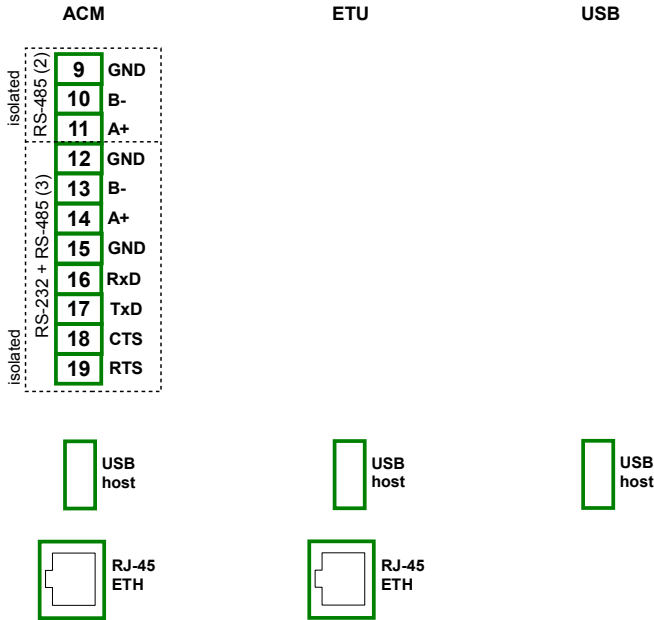 ACM
ETU
USB
isolated
RS-485 (2)
9 GND
10 B-
11 A+
isolated
RS-232 + RS-485 (3)
12 GND
13 B-
14 A+
15 GND
16 RxD
17 TxD
18 CTS
19 RTS
USB
host
USB
host
USB
host
RJ-45
ETH
RJ-45
ETH